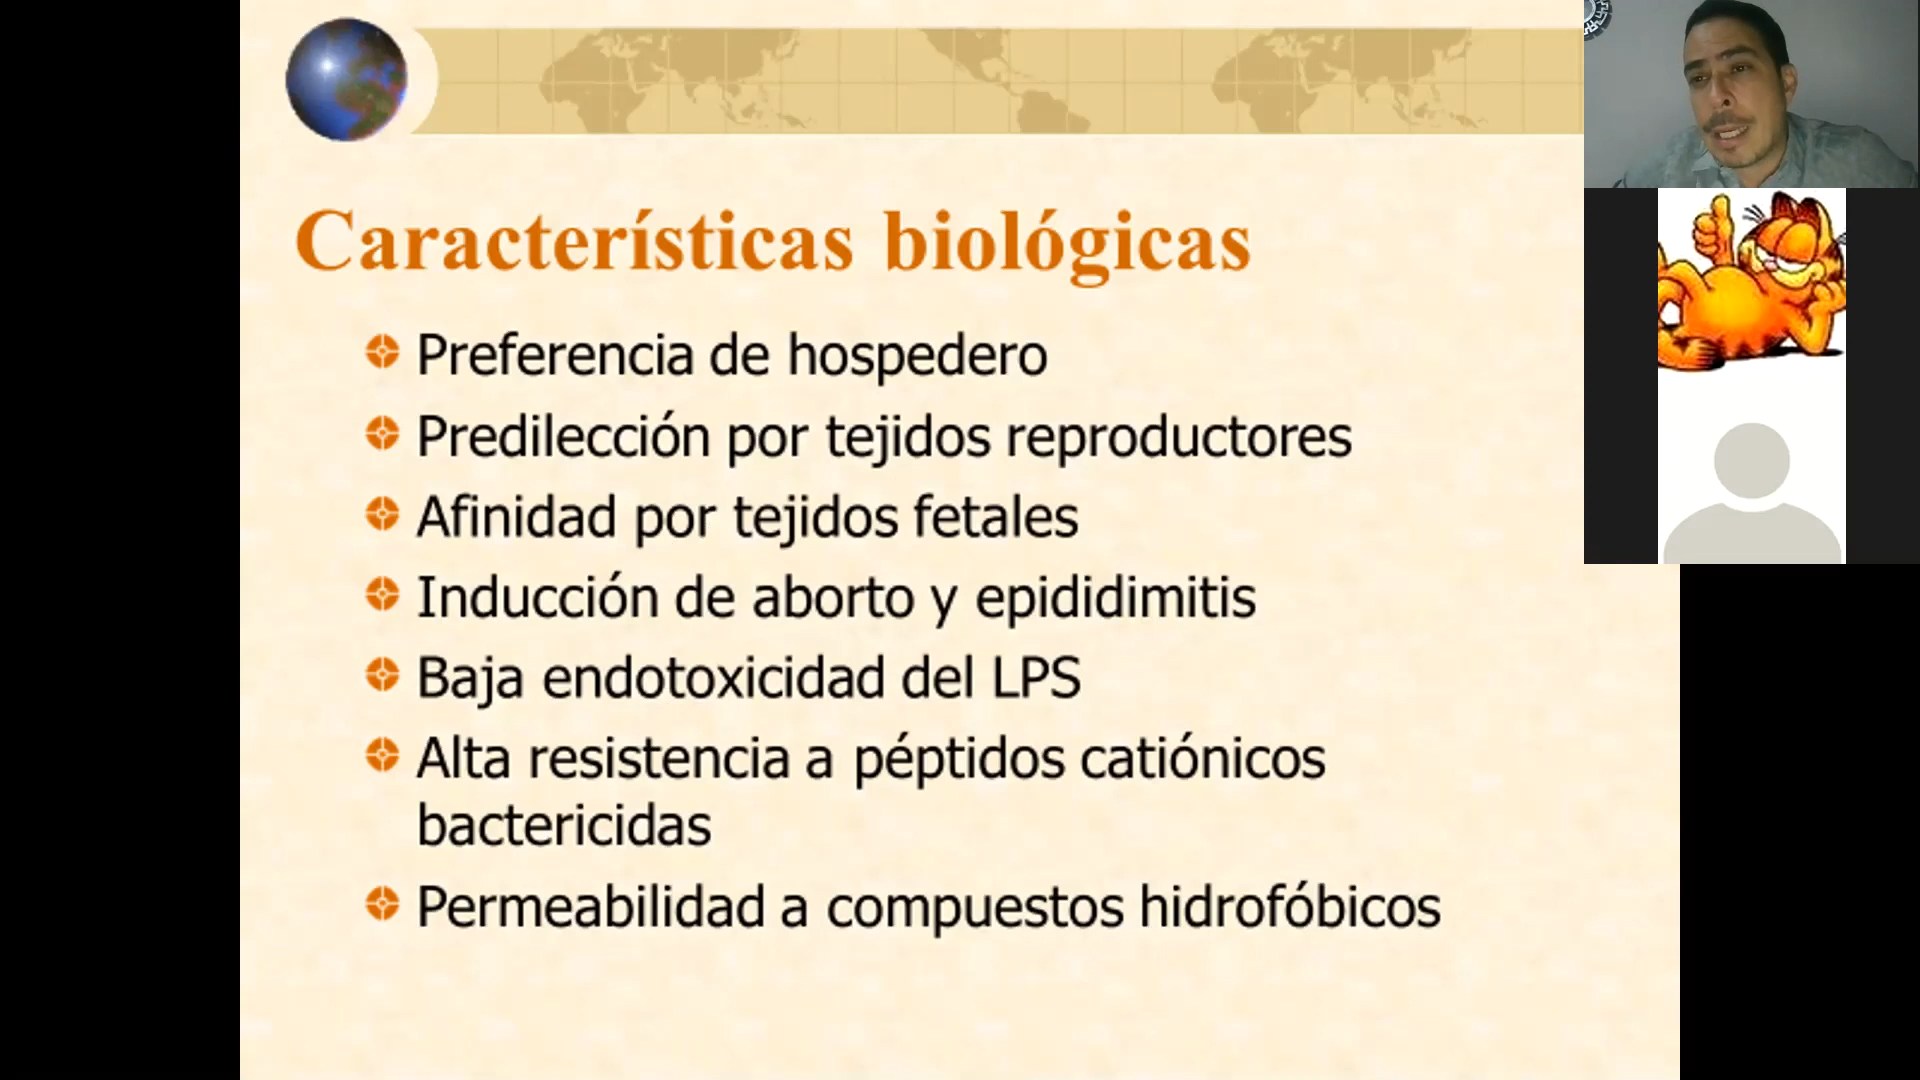 Características biológicas
Preferencia de hospedero
Predilección por tejidos reproductores
Afinidad por tejidos fetales
Inducción de aborto y epididimitis
Baja endotoxicidad del LPS
Alta resistencia a péptidos catiónicos
bactericidas
Permeabilidad a compuestos hidrofóbicos